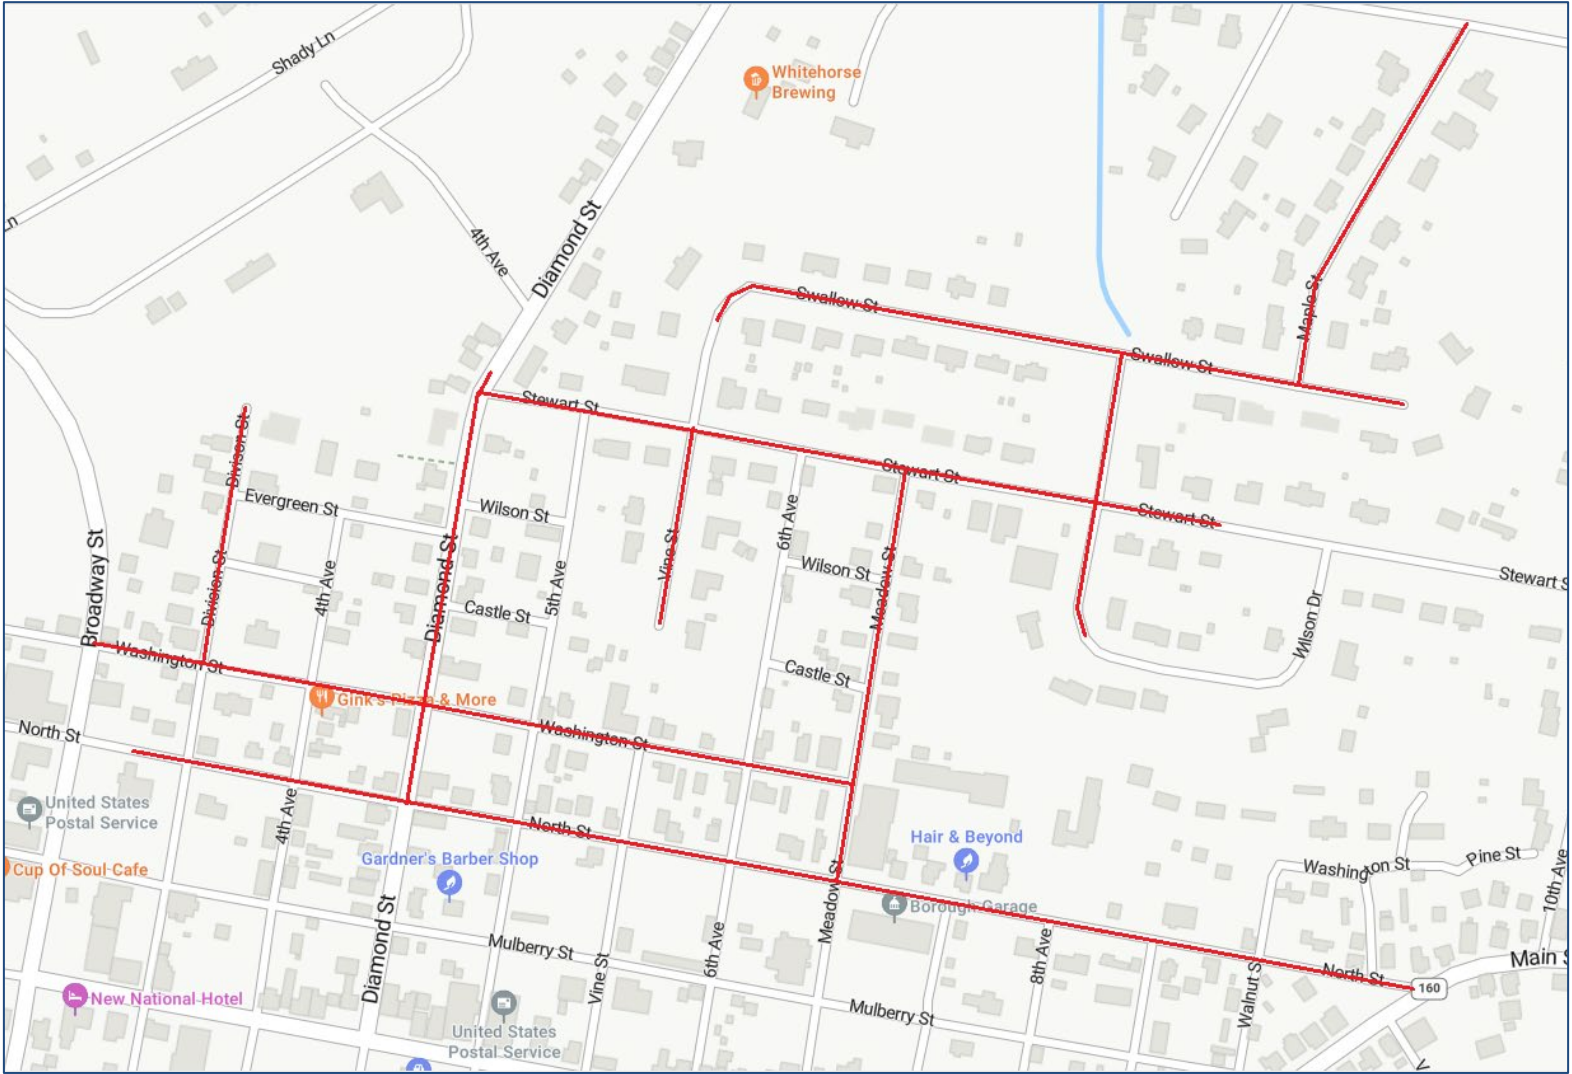 Shady Ln
Whitehorse
Brewing
Ln
4th Ave
Diamond St
Swallow St
Maple St
Swallow St
Stewart St
Divison St
Stewart St
Evergreen St
Wilson St
6th Ave
Stewart St
Broadway St
Division St
4th Ave
Diamond St
5th Ave
Vine St
Wilson St
Meadow St
Stewart S
Castle St
Wilson Dr
Washington St
Castle St
Gink's Pizza & More
North St
Washington St
United States
Postal Service
4th Ave
North St
Hair & Beyond
Gardner's Barber Shop
Cup Of Soul Cafe
Washington St
Pine St
10th Ave
Meadow St
Borough Garage
Diamond St
Mulberry St
Vine St
6th Ave
8th Ave
Walnut S
North St
160
Main S
New National Hotel
Mulberry St
United States
Postal Service
V